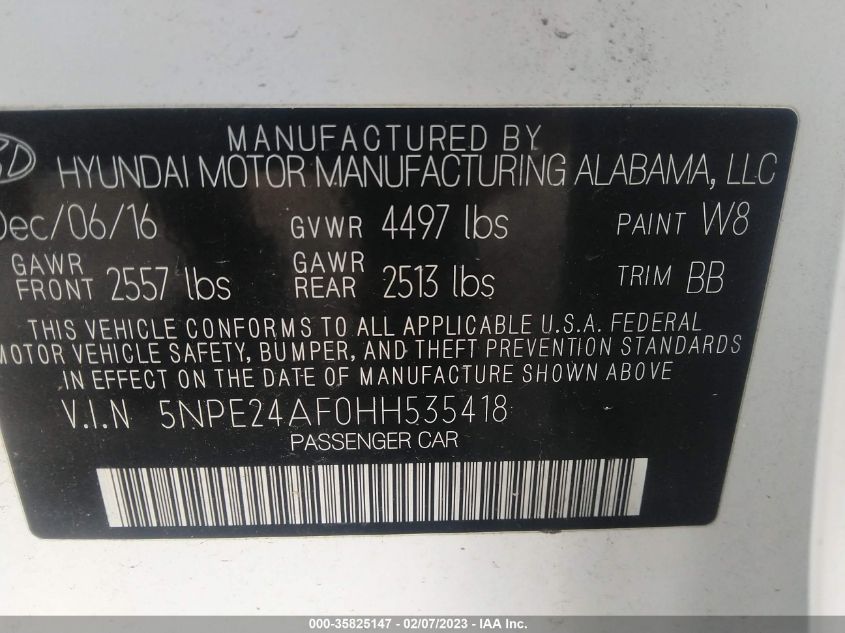 MANUFACTURED BY
HYUNDAI MOTOR MANUFACTURING ALABAMA, LLC
Dec/06/16 GVWR 4497 lbs PAINT W8
GAWR FRONT 2557 lbs GAWR REAR 2513 lbs TRIM BB
THIS VEHICLE CONFORMS TO ALL APPLICABLE U.S.A. FEDERAL
MOTOR VEHICLE SAFETY, BUMPER, AND THEFT PREVENTION STANDARDS
IN EFFECT ON THE DATE OF MANUFACTURING SHOWN ABOVE
V.I.N 5NPE24AF0HH535418
PASSENGER CAR
000-35825147 - 02/07/2023 - IAA Inc.